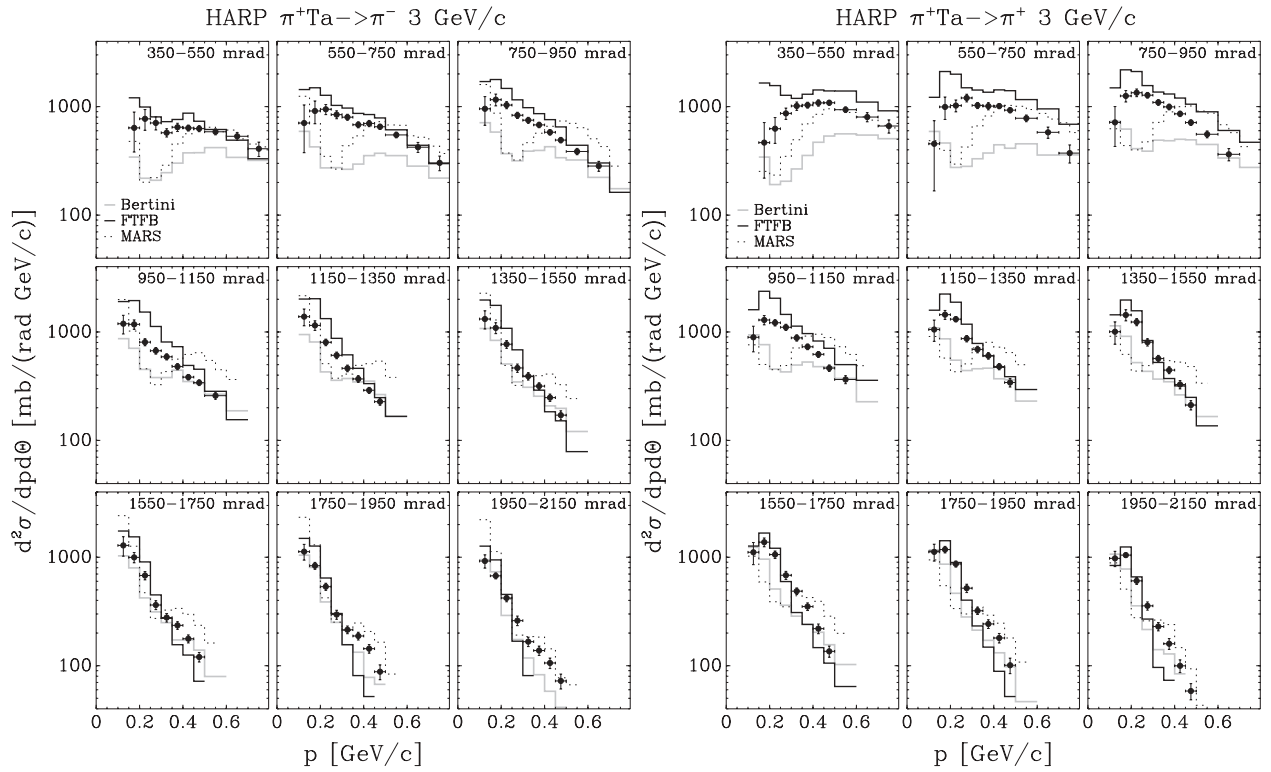 HARP π⁺Ta->π⁻ 3 GeV/c
d²σ/dpdΘ [mb/(rad GeV/c)]
350-550 mrad
550-750 mrad
750-950 mrad
1000
100
Bertini
FTFB
MARS
950-1150 mrad
1150-1350 mrad
1350-1550 mrad
1000
100
1550-1750 mrad
1750-1950 mrad
1950-2150 mrad
1000
100
0 0.2 0.4 0.6 0 0.2 0.4 0.6 0 0.2 0.4 0.6
p [GeV/c]
HARP π⁺Ta->π⁺ 3 GeV/c
d²σ/dpdΘ [mb/(rad GeV/c)]
350-550 mrad
550-750 mrad
750-950 mrad
1000
100
Bertini
FTFB
MARS
950-1150 mrad
1150-1350 mrad
1350-1550 mrad
1000
100
1550-1750 mrad
1750-1950 mrad
1950-2150 mrad
1000
100
0 0.2 0.4 0.6 0 0.2 0.4 0.6 0 0.2 0.4 0.6
p [GeV/c]